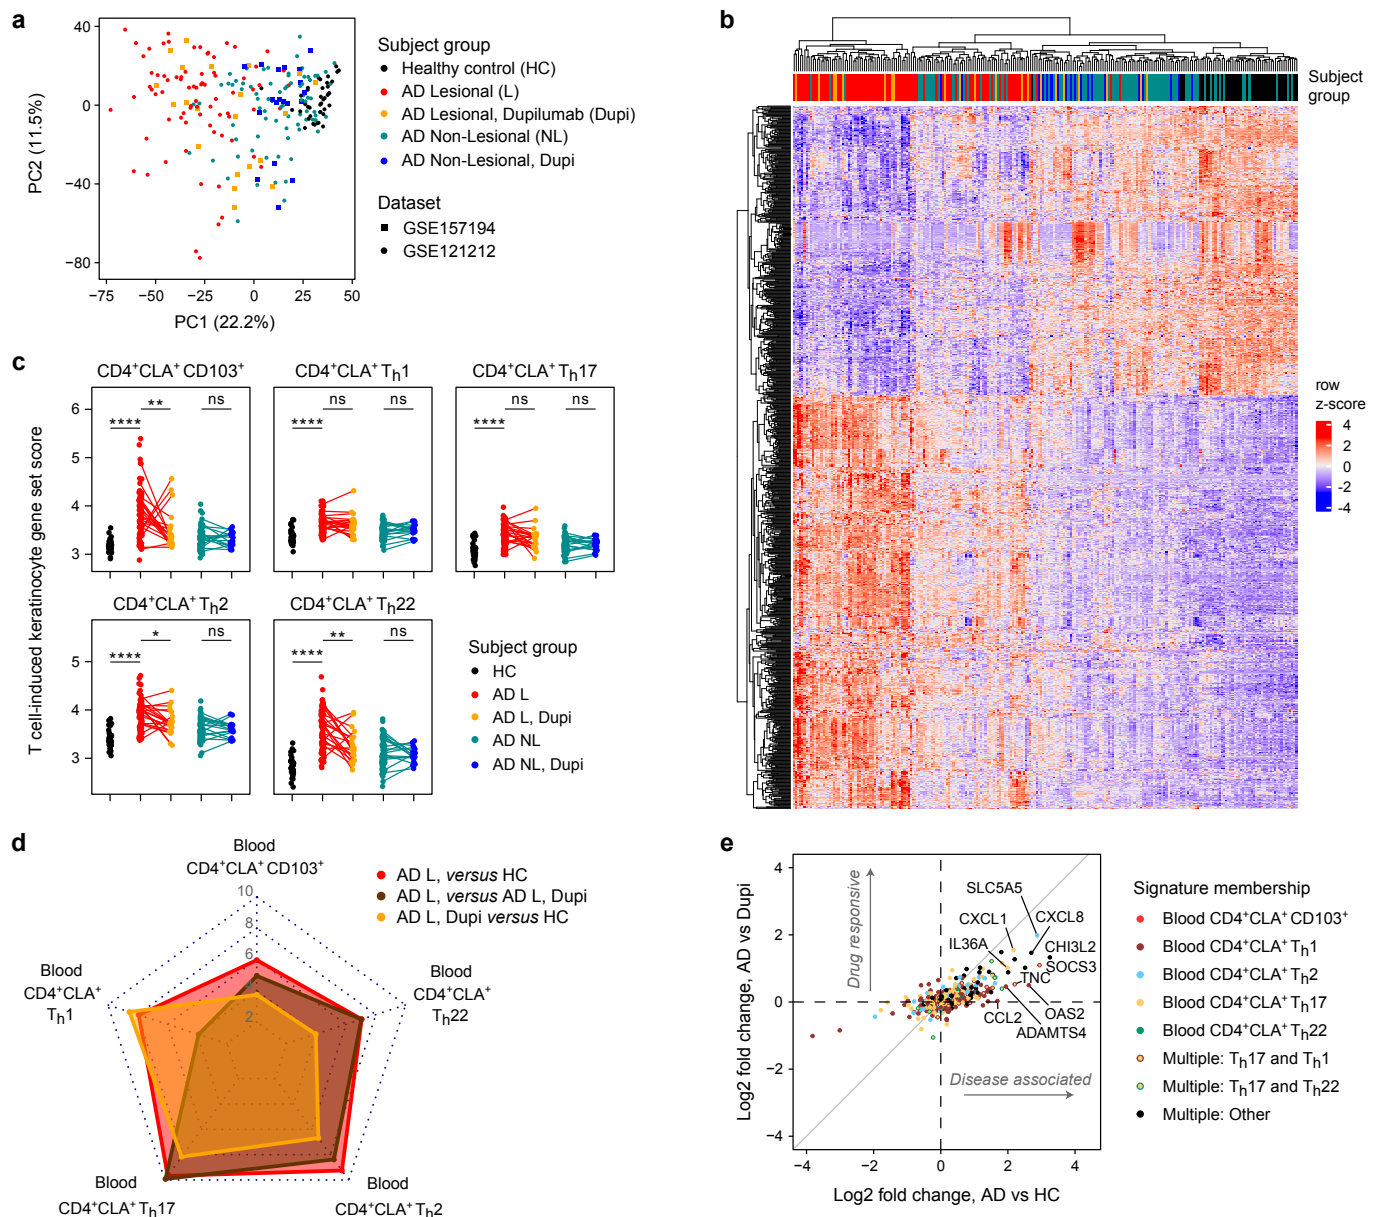 a
40
0
−40
−80
PC2 (11.5%)
−75
−50
−25
0
25
50
PC1 (22.2%)
Subject group
Healthy control (HC)
AD Lesional (L)
AD Lesional, Dupilumab (Dupi)
AD Non-Lesional (NL)
AD Non-Lesional, Dupi
Dataset
GSE157194
GSE121212
b
Subject
group
row
z-score
4
2
0
-2
-4
c
T cell-induced keratinocyte gene set score
CD4⁺CLA⁺ CD103⁺
CD4⁺CLA⁺ Th1
CD4⁺CLA⁺ Th17
6
5
4
3
**** ** ns
**** ns ns
**** ns ns
CD4⁺CLA⁺ Th2
CD4⁺CLA⁺ Th22
5
4
3
**** * ns
**** ** ns
Subject group
HC
AD L
AD L, Dupi
AD NL
AD NL, Dupi
d
Blood
CD4⁺CLA⁺ CD103⁺
Blood
CD4⁺CLA⁺
Th22
Blood
CD4⁺CLA⁺ Th2
Blood
CD4⁺CLA⁺ Th17
Blood
CD4⁺CLA⁺
Th1
10
8
6
4
2
AD L, versus HC
AD L, versus AD L, Dupi
AD L, Dupi versus HC
e
Log2 fold change, AD vs Dupi
4
2
0
−2
−4
−4
−2
0
2
4
Log2 fold change, AD vs HC
Drug responsive
Disease associated
SLC5A5
CXCL1
CXCL8
IL36A
CHI3L2
SOCS3
TNC
OAS2
CCL2
ADAMTS4
Signature membership
Blood CD4⁺CLA⁺ CD103⁺
Blood CD4⁺CLA⁺ Th1
Blood CD4⁺CLA⁺ Th2
Blood CD4⁺CLA⁺ Th17
Blood CD4⁺CLA⁺ Th22
Multiple: Th17 and Th1
Multiple: Th17 and Th22
Multiple: Other